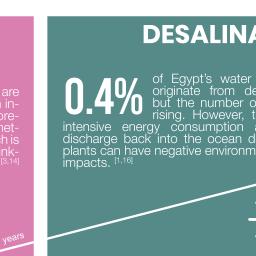 DESALINA
0.4%
of Egypt's water
originate from de
but the number o
rising. However, t
intensive energy consumption a
discharge back into the ocean d
plants can have negative environm
impacts. [1,16]
are
in-
ore-
net-
ch is
nk-
[3,14]
years